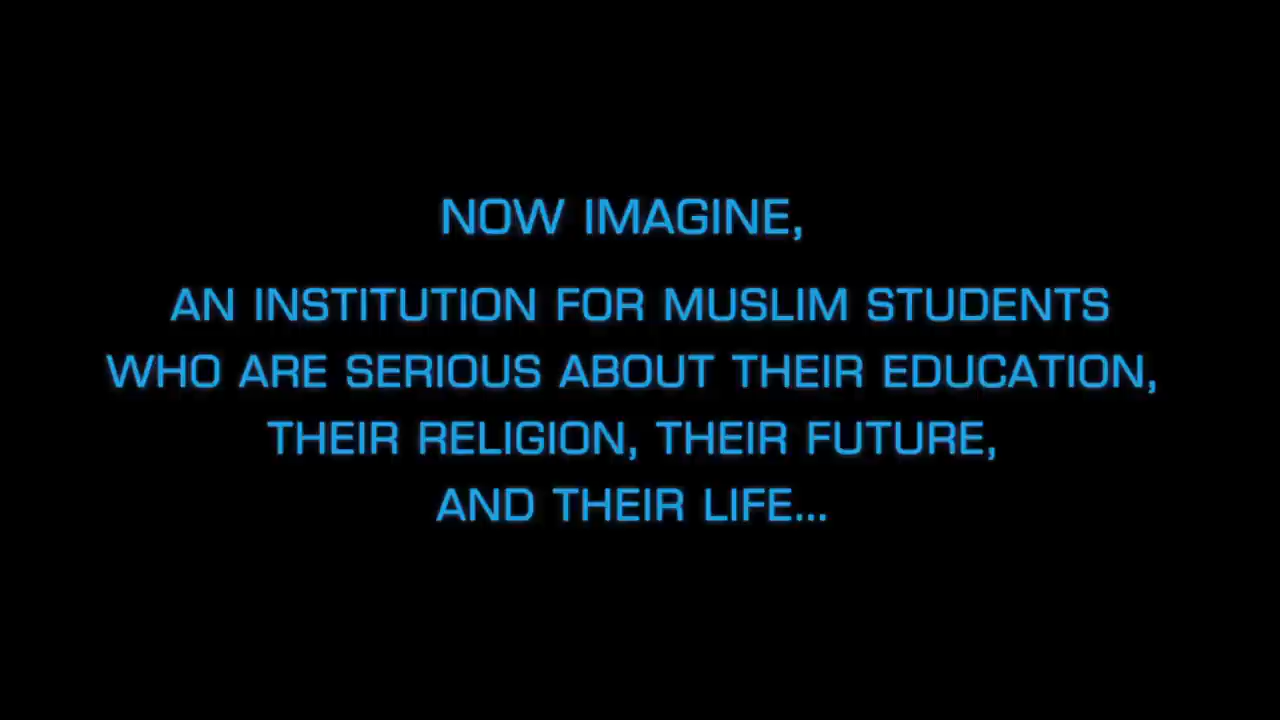 NOW IMAGINE,
AN INSTITUTION FOR MUSLIM STUDENTS
WHO ARE SERIOUS ABOUT THEIR EDUCATION,
THEIR RELIGION, THEIR FUTURE,
AND THEIR LIFE...